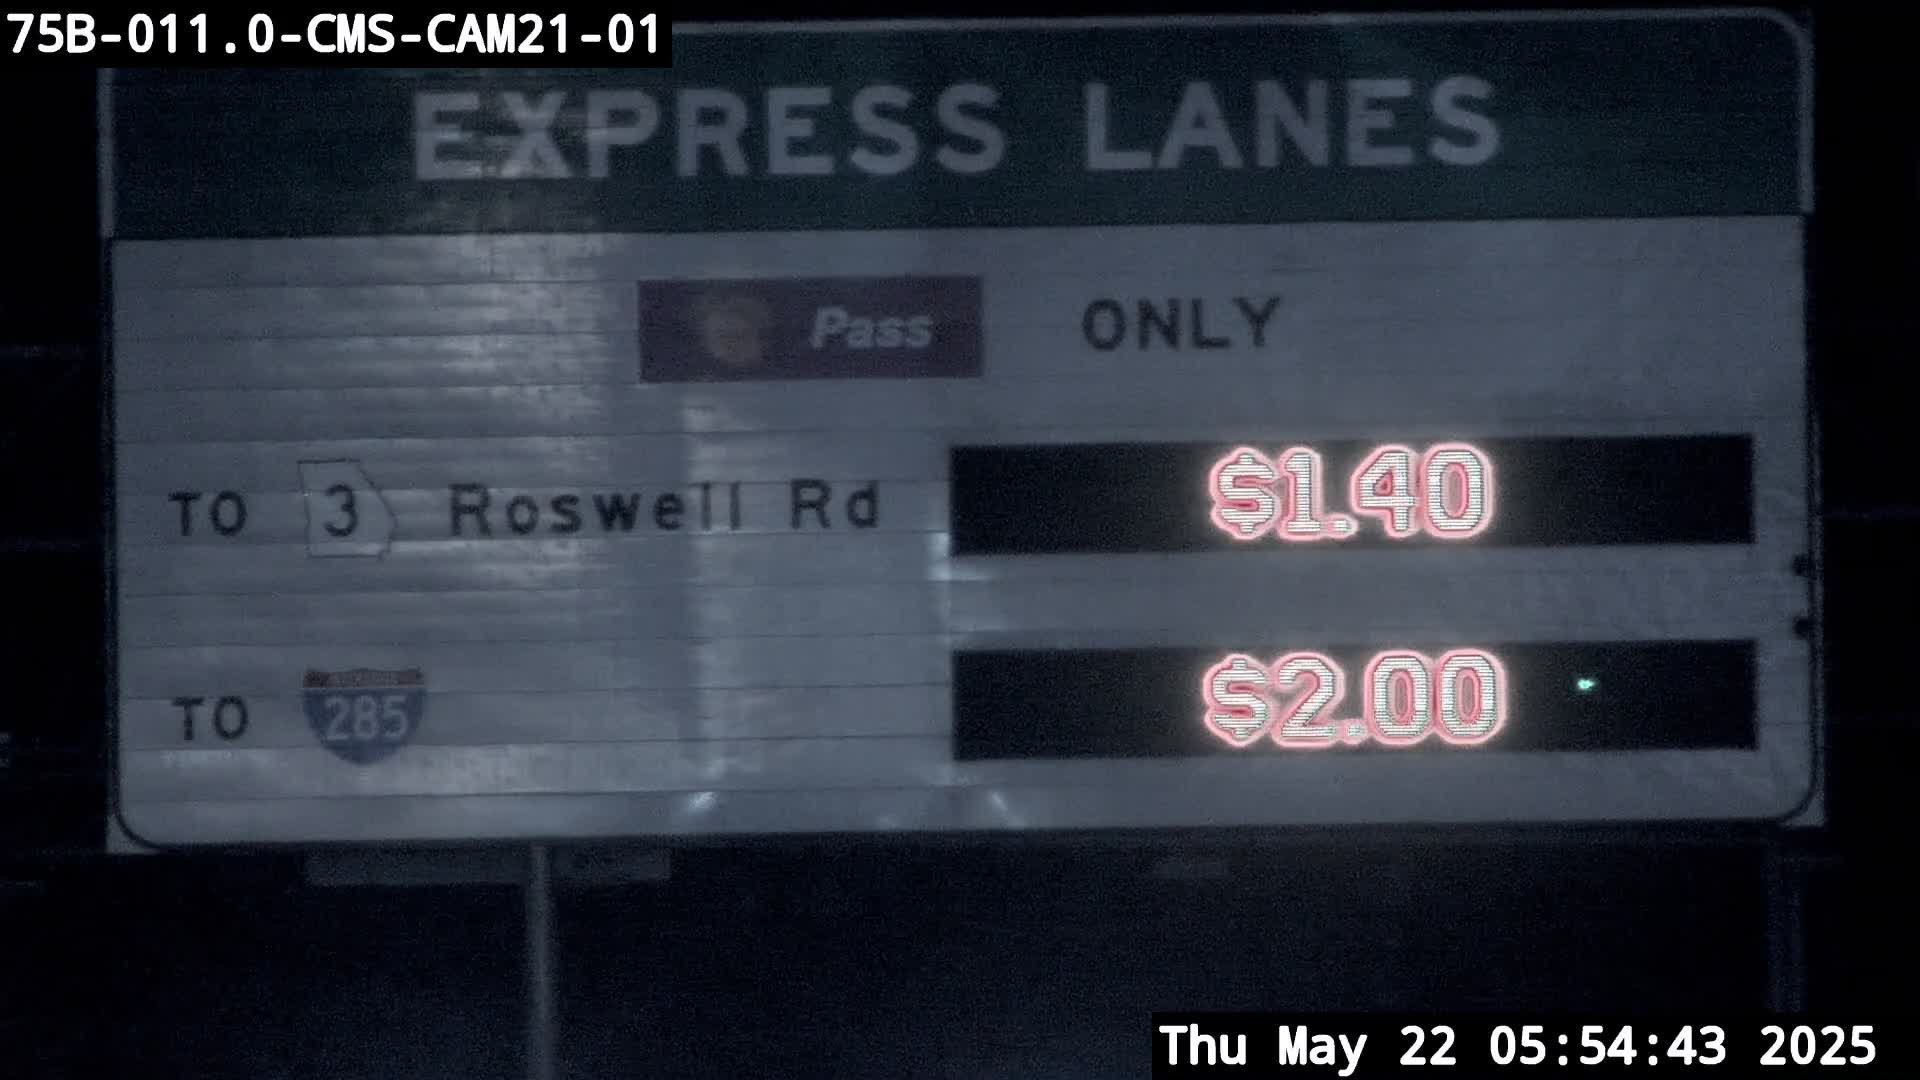 75B-011.0-CMS-CAM21-01
EXPRESS LANES
Pass ONLY
TO 3 Roswell Rd $1.40
TO 285 $2.00
Thu May 22 05:54:43 2025